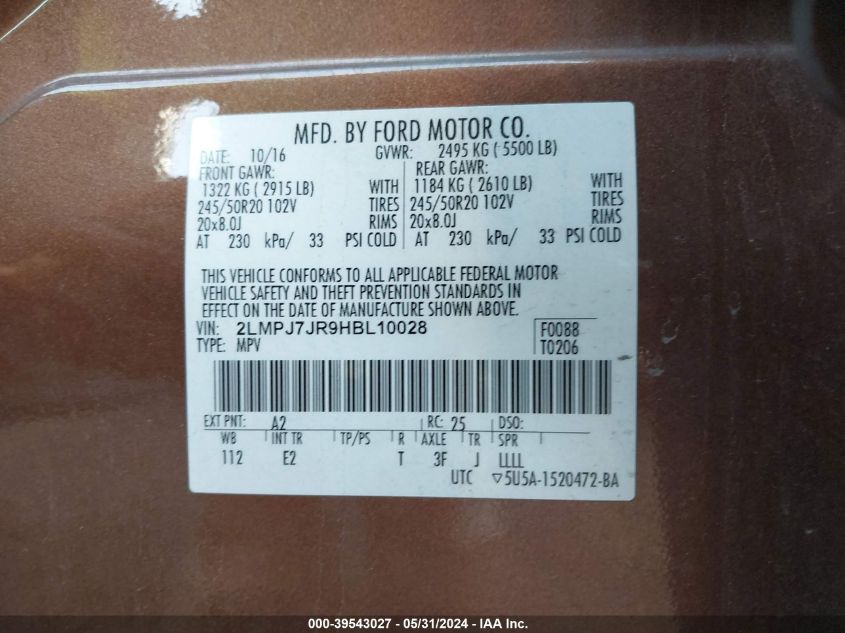 MFD. BY FORD MOTOR CO.
DATE: 10/16 GVWR: 2495 KG ( 5500 LB)
FRONT GAWR: REAR GAWR:
1322 KG ( 2915 LB) WITH 1184 KG ( 2610 LB) WITH
245/50R20 102V TIRES 245/50R20 102V TIRES
20x8.0J RIMS 20x8.0J RIMS
AT 230 kPa/ 33 PSI COLD AT 230 kPa/ 33 PSI COLD
THIS VEHICLE CONFORMS TO ALL APPLICABLE FEDERAL MOTOR
VEHICLE SAFETY AND THEFT PREVENTION STANDARDS IN
EFFECT ON THE DATE OF MANUFACTURE SHOWN ABOVE.
VIN: 2LMPJ7JR9HBL10028 F0088
TYPE: MPV T0206
EXT PNT: A2 RC: 25 DSO:
WB INT TR TP/PS R AXLE TR SPR
112 E2 T 3F J LLLL
UTC ▽5U5A-1520472-BA
000-39543027 - 05/31/2024 - IAA Inc.